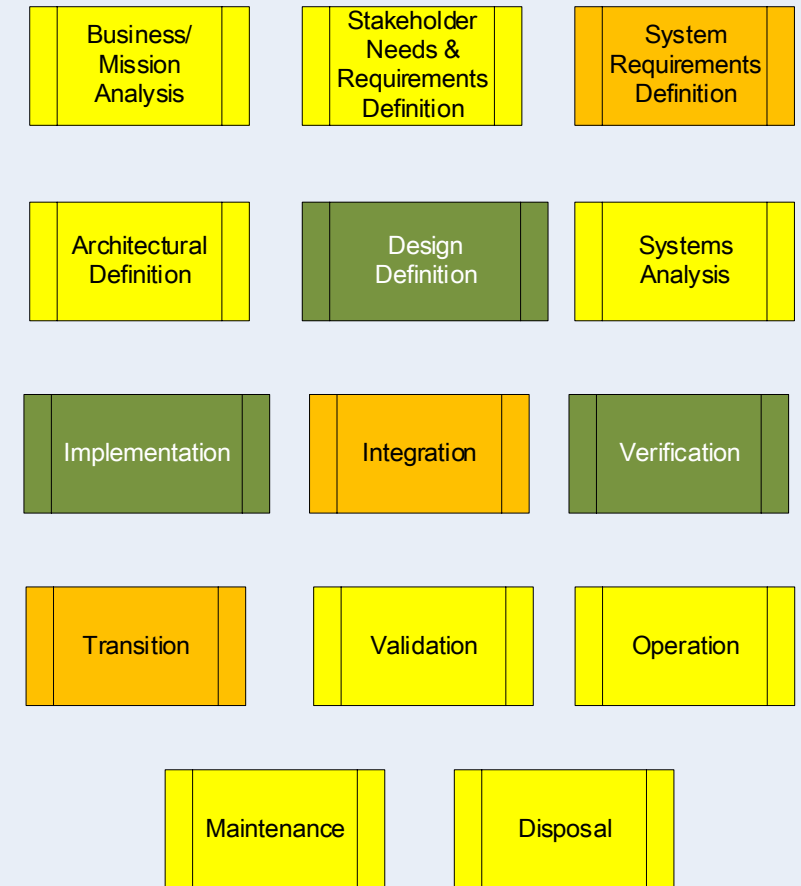 Business/
Mission
Analysis
Stakeholder
Needs &
Requirements
Definition
System
Requirements
Definition
Architectural
Definition
Design
Definition
Systems
Analysis
Implementation
Integration
Verification
Transition
Validation
Operation
Maintenance
Disposal